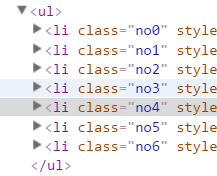 ▼<ul>
▶<li class="no0" style
▶<li class="no1" style
▶<li class="no2" style
▶<li class="no3" style
▶<li class="no4" style
▶<li class="no5" style
▶<li class="no6" style
</ul>